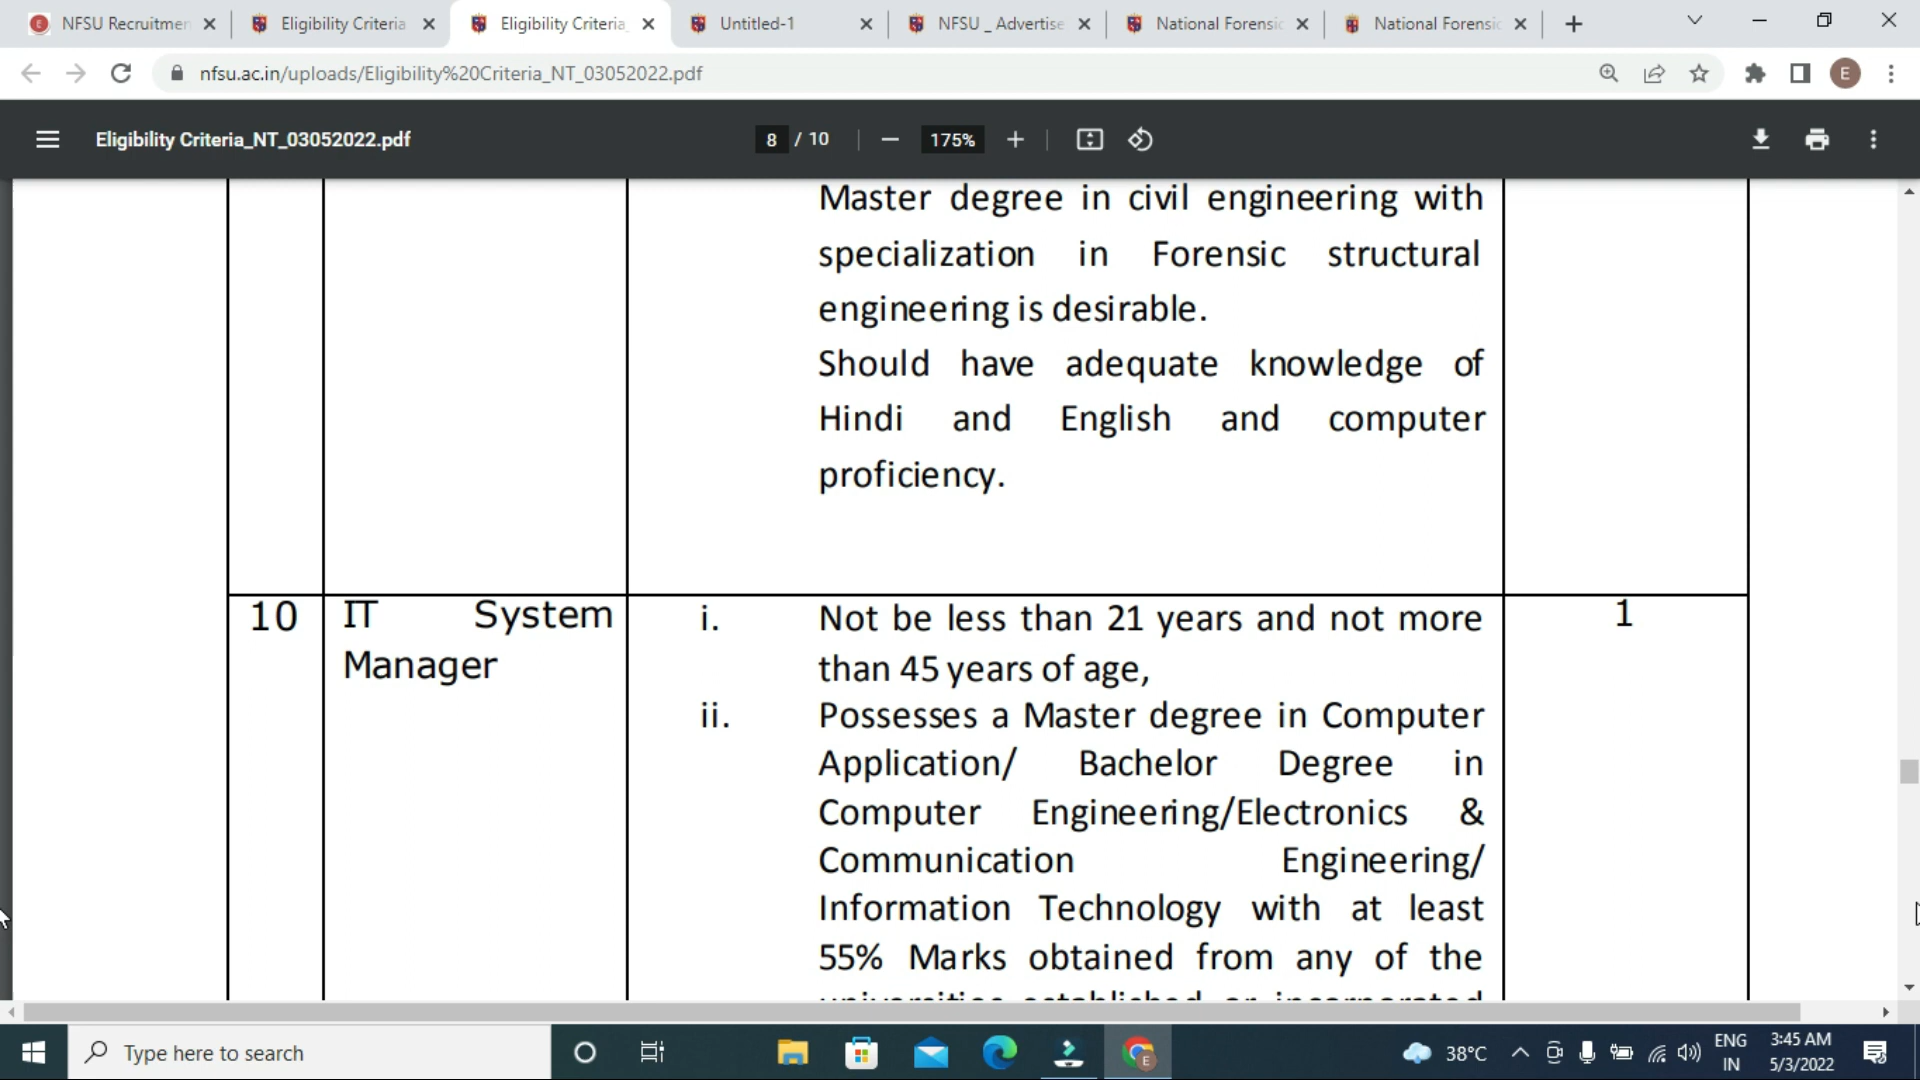 NFSU Recruitmen
Eligibility Criteria
Eligibility Criteria_
Untitled-1
NFSU _ Advertise
National Forensic
National Forensic
nfsu.ac.in/uploads/Eligibility%20Criteria_NT_03052022.pdf
E
Eligibility Criteria_NT_03052022.pdf
8 / 10
175%
Master degree in civil engineering with
specialization in Forensic structural
engineering is desirable.
Should have adequate knowledge of
Hindi and English and computer
proficiency.
10 IT System i. Not be less than 21 years and not more 1
Manager than 45 years of age,
ii. Possesses a Master degree in Computer
Application/ Bachelor Degree in
Computer Engineering/Electronics &
Communication Engineering/
Information Technology with at least
55% Marks obtained from any of the
universities established or incorporated
Type here to search
38°C
ENG
IN
3:45 AM
5/3/2022